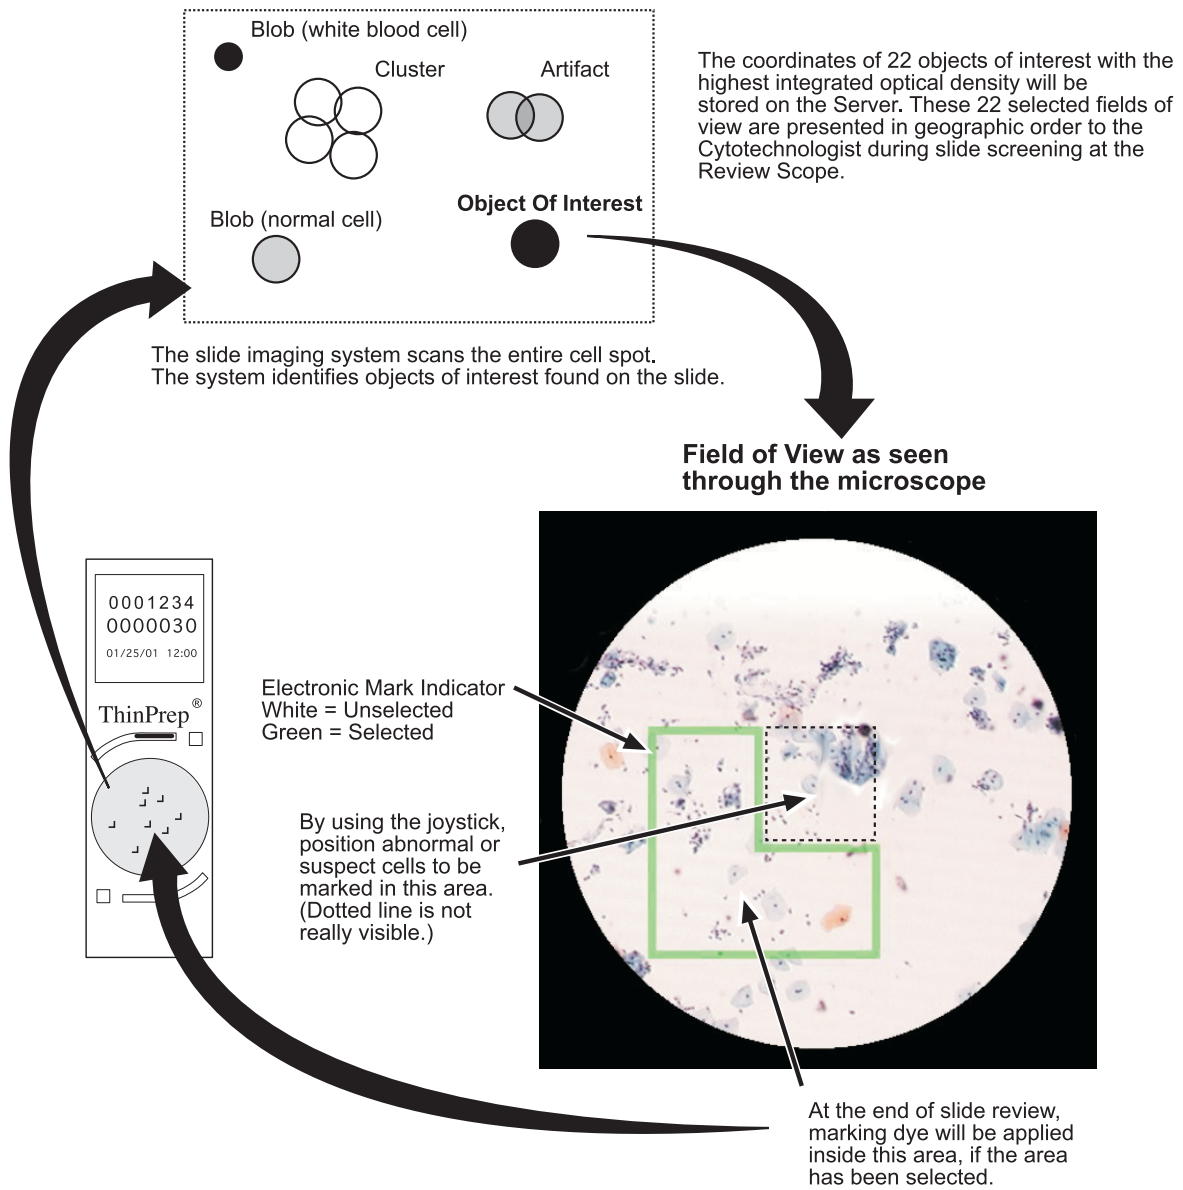 Blob (white blood cell)
Cluster
Artifact
Blob (normal cell)
Object Of Interest
The coordinates of 22 objects of interest with the
highest integrated optical density will be
stored on the Server. These 22 selected fields of
view are presented in geographic order to the
Cytotechnologist during slide screening at the
Review Scope.
The slide imaging system scans the entire cell spot.
The system identifies objects of interest found on the slide.
Field of View as seen
through the microscope
0001234
0000030
01/25/01 12:00
ThinPrep®
Electronic Mark Indicator
White = Unselected
Green = Selected
By using the joystick,
position abnormal or
suspect cells to be
marked in this area.
(Dotted line is not
really visible.)
At the end of slide review,
marking dye will be applied
inside this area, if the area
has been selected.